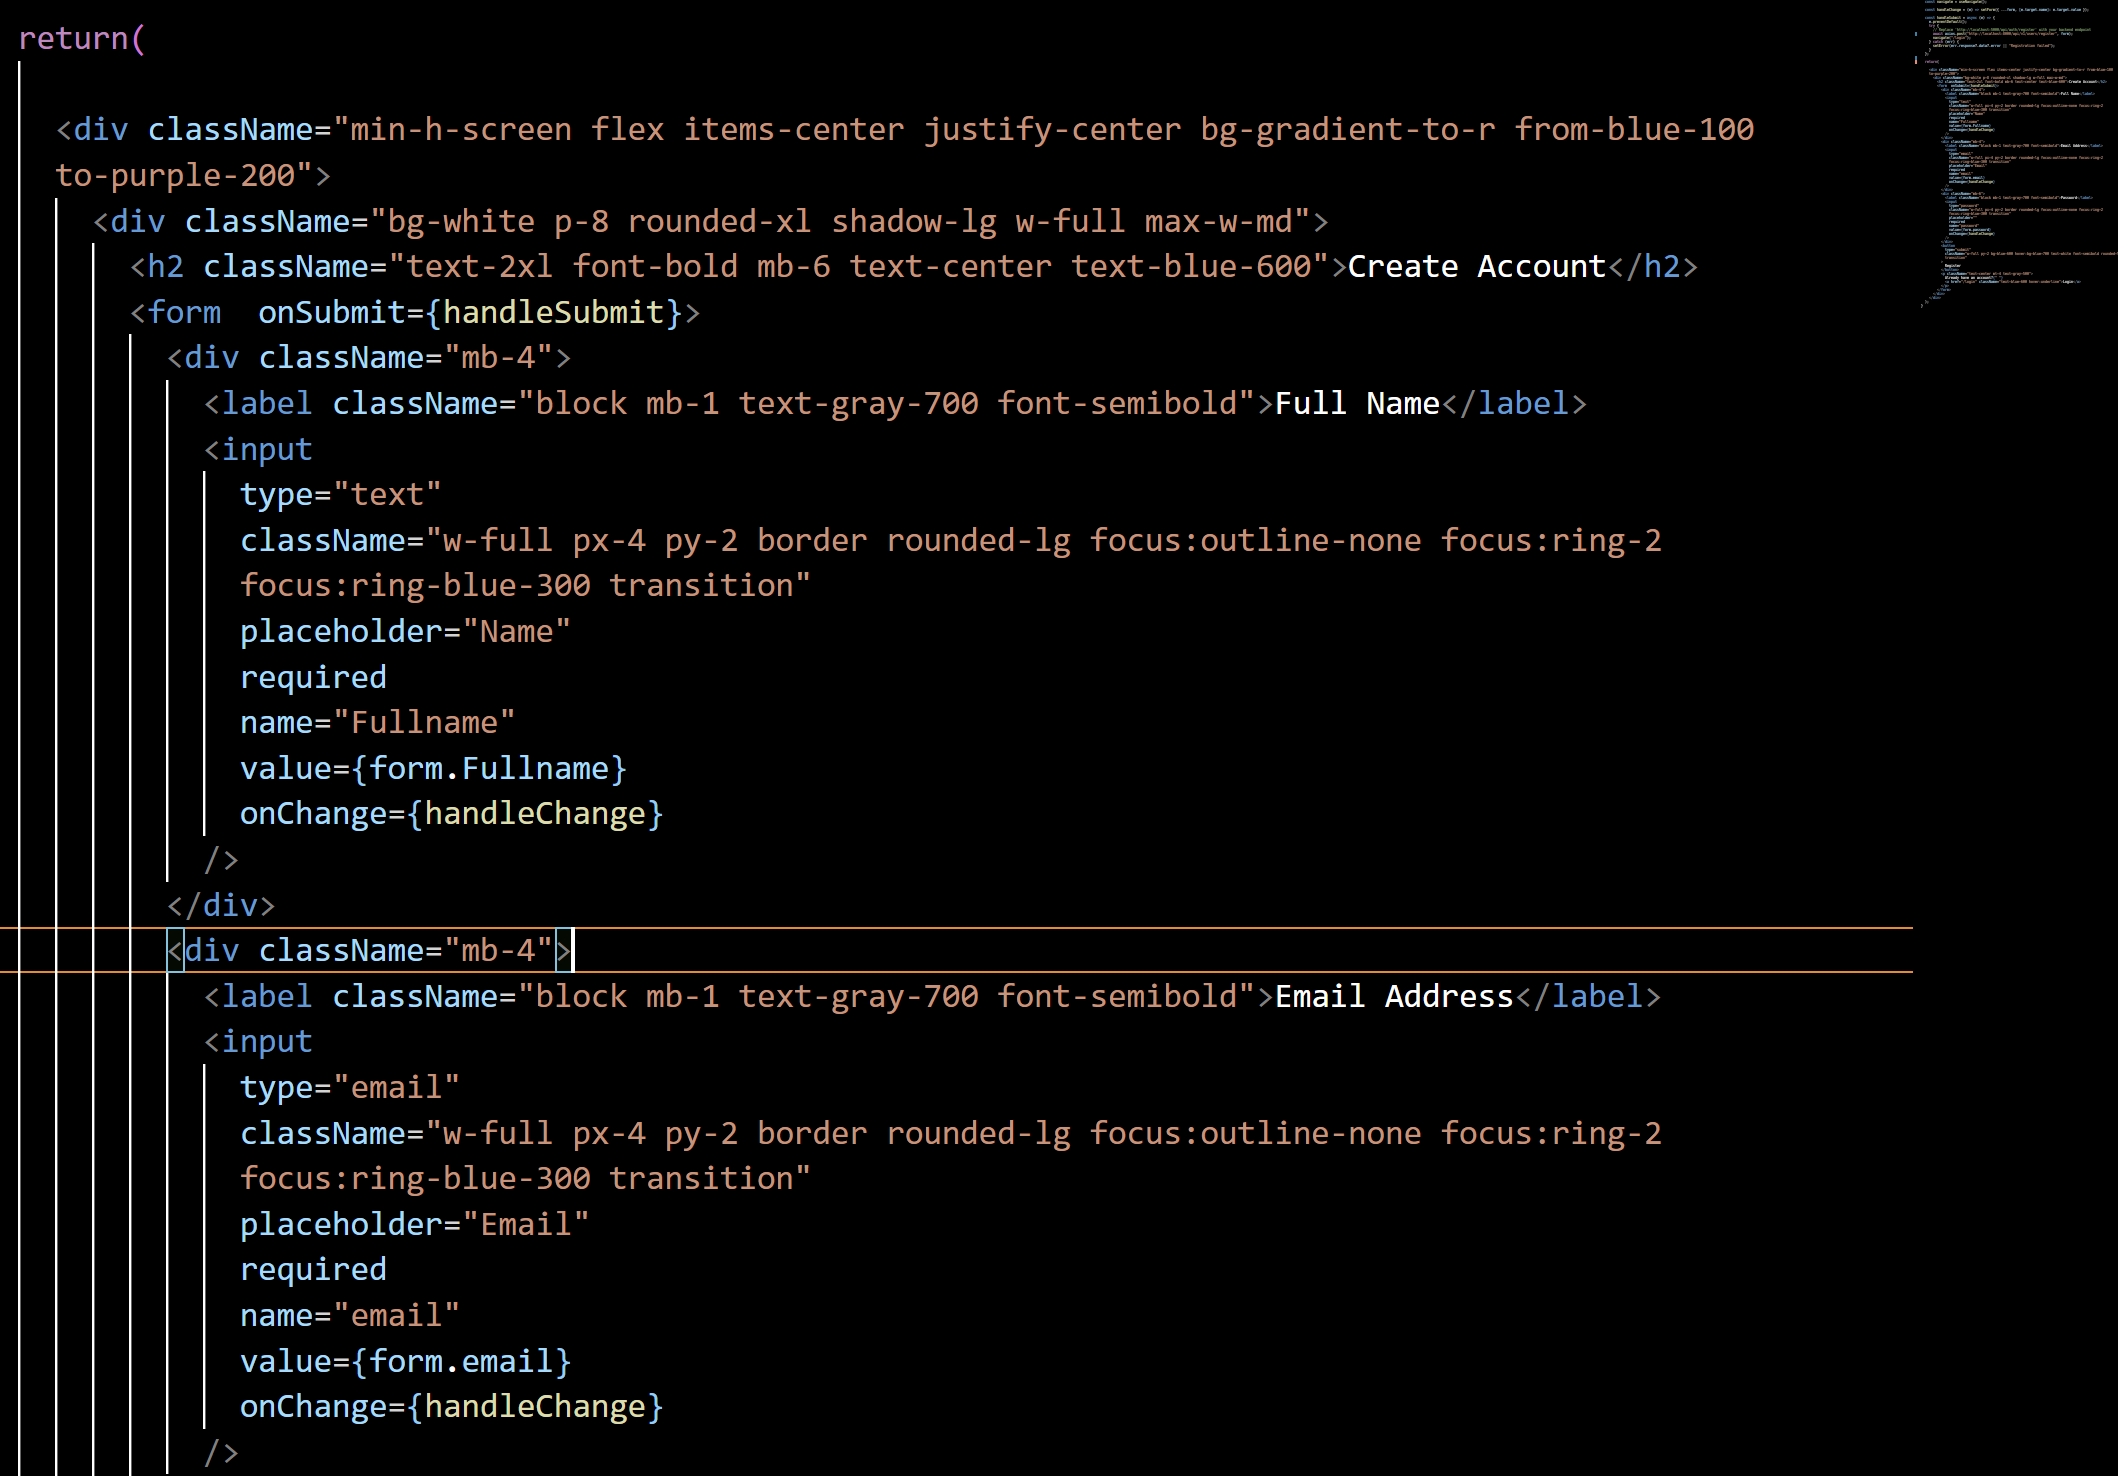 return(
<div className="min-h-screen flex items-center justify-center bg-gradient-to-r from-blue-100
to-purple-200">
<div className="bg-white p-8 rounded-xl shadow-lg w-full max-w-md">
<h2 className="text-2xl font-bold mb-6 text-center text-blue-600">Create Account</h2>
<form  onSubmit={handleSubmit}>
<div className="mb-4">
<label className="block mb-1 text-gray-700 font-semibold">Full Name</label>
<input
type="text"
className="w-full px-4 py-2 border rounded-lg focus:outline-none focus:ring-2
focus:ring-blue-300 transition"
placeholder="Name"
required
name="Fullname"
value={form.Fullname}
onChange={handleChange}
/>
</div>
<div className="mb-4">
<label className="block mb-1 text-gray-700 font-semibold">Email Address</label>
<input
type="email"
className="w-full px-4 py-2 border rounded-lg focus:outline-none focus:ring-2
focus:ring-blue-300 transition"
placeholder="Email"
required
name="email"
value={form.email}
onChange={handleChange}
/>